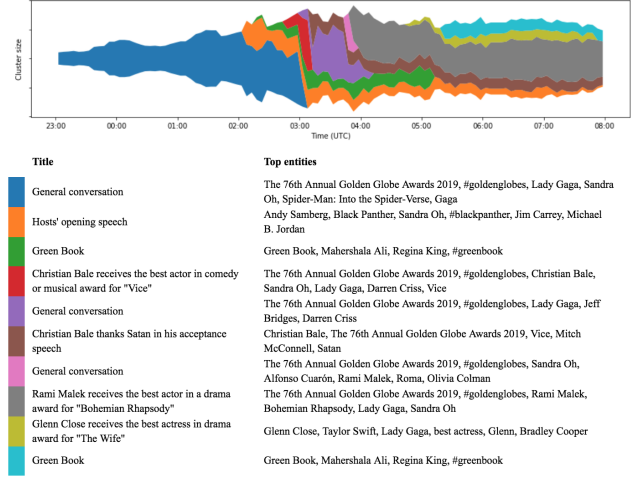 Cluster size
23:00 00:00 01:00 02:00 03:00 04:00 05:00 06:00 07:00 08:00
Time (UTC)
Title Top entities
General conversation
The 76th Annual Golden Globe Awards 2019, #goldenglobes, Lady Gaga, Sandra
Oh, Spider-Man: Into the Spider-Verse, Gaga
Hosts' opening speech
Andy Samberg, Black Panther, Sandra Oh, #blackpanther, Jim Carrey, Michael
B. Jordan
Green Book
Green Book, Mahershala Ali, Regina King, #greenbook
Christian Bale receives the best actor in comedy
or musical award for "Vice"
The 76th Annual Golden Globe Awards 2019, #goldenglobes, Christian Bale,
Sandra Oh, Lady Gaga, Darren Criss, Vice
General conversation
The 76th Annual Golden Globe Awards 2019, #goldenglobes, Lady Gaga, Jeff
Bridges, Darren Criss
Christian Bale thanks Satan in his acceptance
speech
Christian Bale, The 76th Annual Golden Globe Awards 2019, Vice, Mitch
McConnell, Satan
General conversation
The 76th Annual Golden Globe Awards 2019, #goldenglobes, Sandra Oh,
Alfonso Cuarón, Rami Malek, Roma, Olivia Colman
Rami Malek receives the best actor in a drama
award for "Bohemian Rhapsody"
The 76th Annual Golden Globe Awards 2019, #goldenglobes, Rami Malek,
Bohemian Rhapsody, Lady Gaga, Sandra Oh
Glenn Close receives the best actress in drama
award for "The Wife"
Glenn Close, Taylor Swift, Lady Gaga, best actress, Glenn, Bradley Cooper
Green Book
Green Book, Mahershala Ali, Regina King, #greenbook